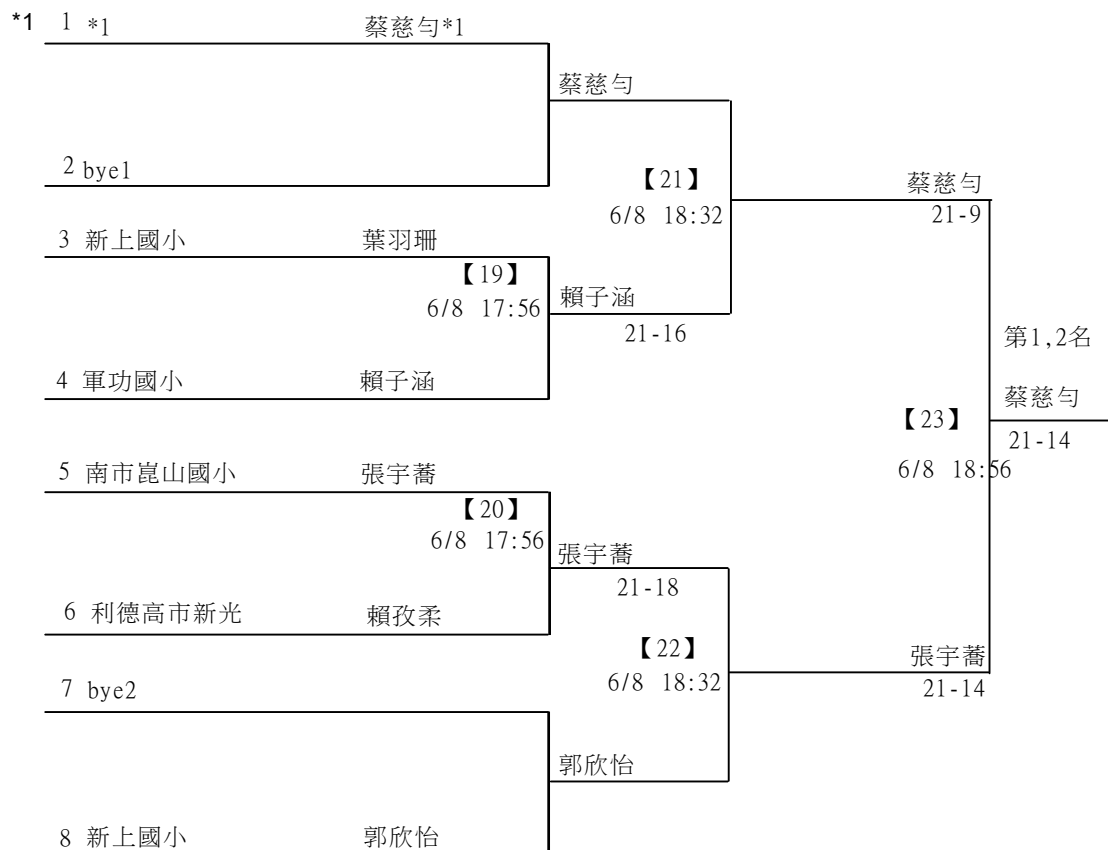 *1 1 *1 蔡慈勻*1
蔡慈勻
2 bye1
【21】
6/8 18:32
蔡慈勻
21-9
3 新上國小 葉羽珊
【19】
6/8 17:56
賴子涵
21-16
第1,2名
4 軍功國小 賴子涵
蔡慈勻
【23】
21-14
6/8 18:56
5 南市崑山國小 張宇蕎
【20】
6/8 17:56
張宇蕎
21-18
6 利德高市新光 賴孜柔
【22】
6/8 18:32
張宇蕎
21-14
7 bye2
郭欣怡
8 新上國小 郭欣怡